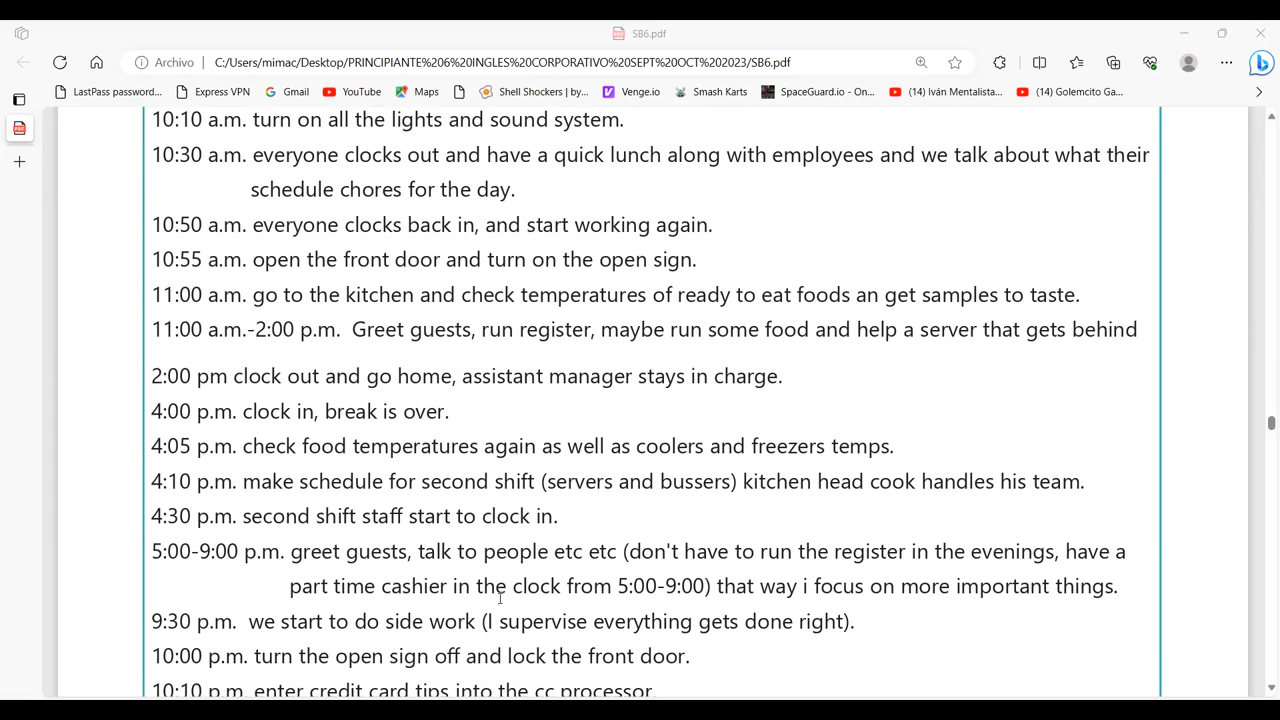 SB6.pdf
Archivo
C:/Users/mimac/Desktop/PRINCIPIANTE%206%20INGLES%20CORPORATIVO%20SEPT%20OCT%202023/SB6.pdf
LastPass password...
Express VPN
Gmail
YouTube
Maps
Shell Shockers | by...
Venge.io
Smash Karts
SpaceGuard.io - On...
(14) Iván Mentalista...
(14) Golemcito Ga...
10:10 a.m. turn on all the lights and sound system.
10:30 a.m. everyone clocks out and have a quick lunch along with employees and we talk about what their
schedule chores for the day.
10:50 a.m. everyone clocks back in, and start working again.
10:55 a.m. open the front door and turn on the open sign.
11:00 a.m. go to the kitchen and check temperatures of ready to eat foods an get samples to taste.
11:00 a.m.-2:00 p.m. Greet guests, run register, maybe run some food and help a server that gets behind
2:00 pm clock out and go home, assistant manager stays in charge.
4:00 p.m. clock in, break is over.
4:05 p.m. check food temperatures again as well as coolers and freezers temps.
4:10 p.m. make schedule for second shift (servers and bussers) kitchen head cook handles his team.
4:30 p.m. second shift staff start to clock in.
5:00-9:00 p.m. greet guests, talk to people etc etc (don't have to run the register in the evenings, have a
part time cashier in the clock from 5:00-9:00) that way i focus on more important things.
9:30 p.m. we start to do side work (I supervise everything gets done right).
10:00 p.m. turn the open sign off and lock the front door.
10:10 p.m. enter credit card tips into the cc processor.